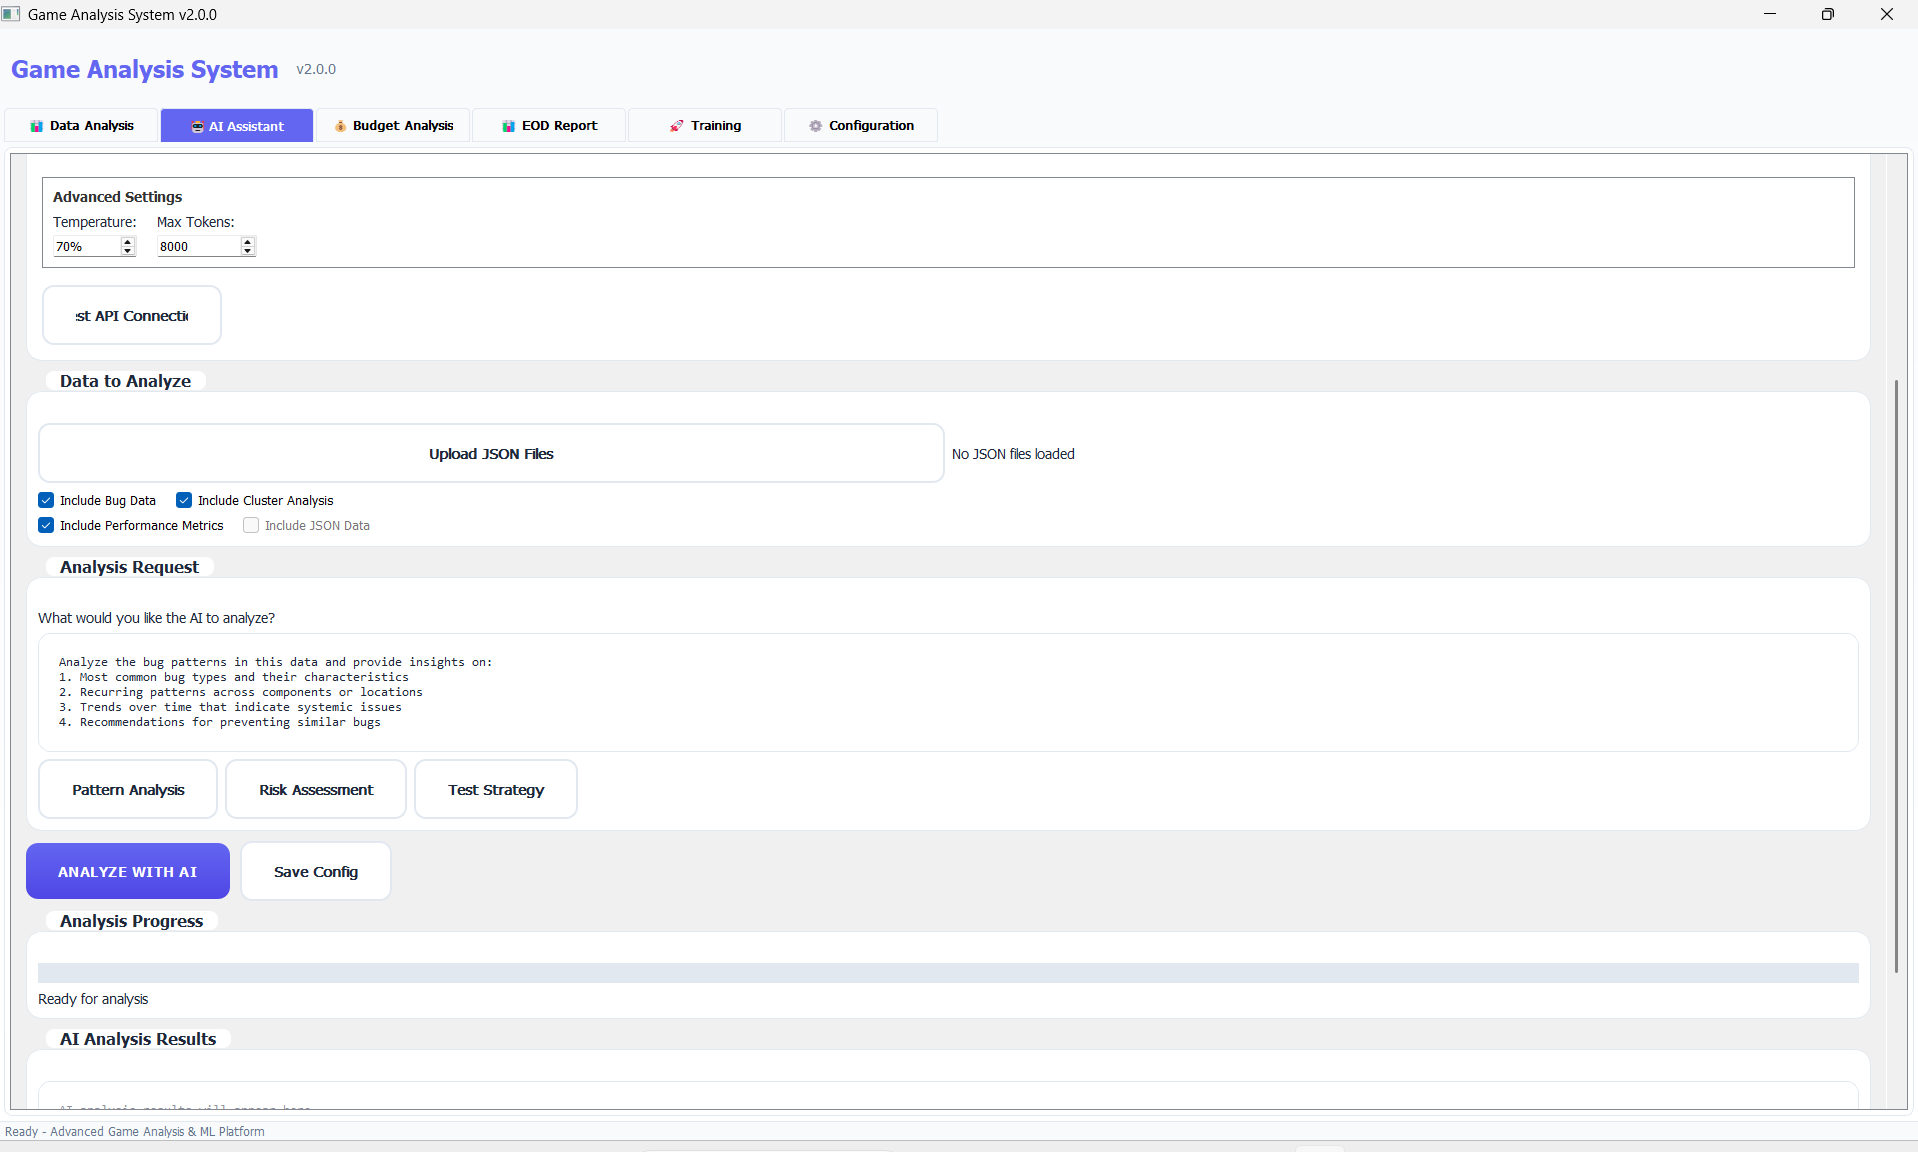 Game Analysis System v2.0.0
Game Analysis System v2.0.0
Data Analysis AI Assistant Budget Analysis EOD Report Training Configuration
Advanced Settings
Temperature: Max Tokens:
70% 8000
st API Connecti
Data to Analyze
Upload JSON Files No JSON files loaded
Include Bug Data Include Cluster Analysis
Include Performance Metrics Include JSON Data
Analysis Request
What would you like the AI to analyze?
Analyze the bug patterns in this data and provide insights on:
1. Most common bug types and their characteristics
2. Recurring patterns across components or locations
3. Trends over time that indicate systemic issues
4. Recommendations for preventing similar bugs
Pattern Analysis Risk Assessment Test Strategy
ANALYZE WITH AI Save Config
Analysis Progress
Ready for analysis
AI Analysis Results
Ready - Advanced Game Analysis & ML Platform